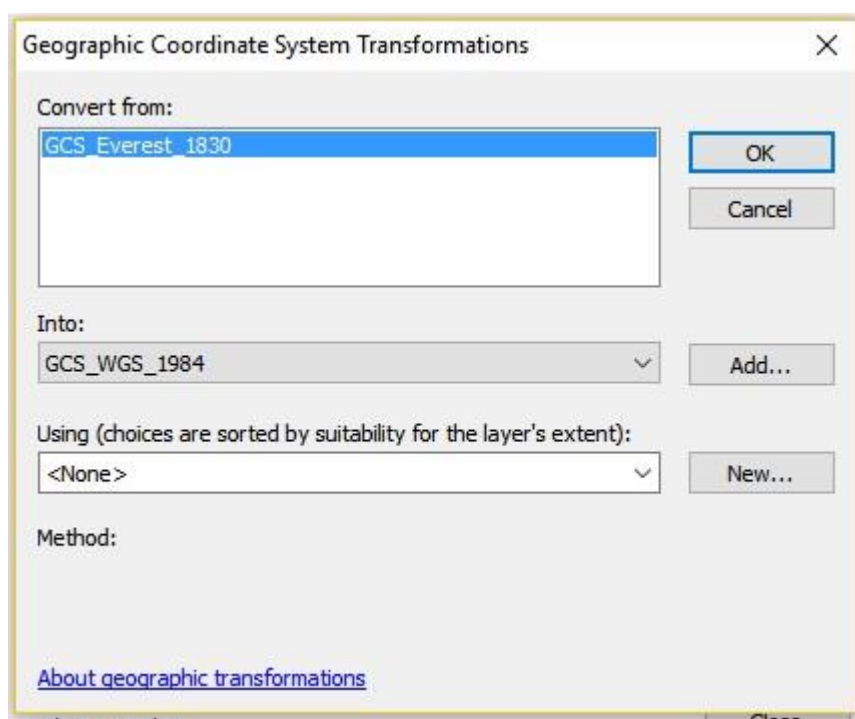 Geographic Coordinate System Transformations
Convert from:
GCS_Everest_1830
OK
Cancel
Into:
GCS_WGS_1984
Add...
Using (choices are sorted by suitability for the layer's extent):
<None>
New...
Method:
About geographic transformations